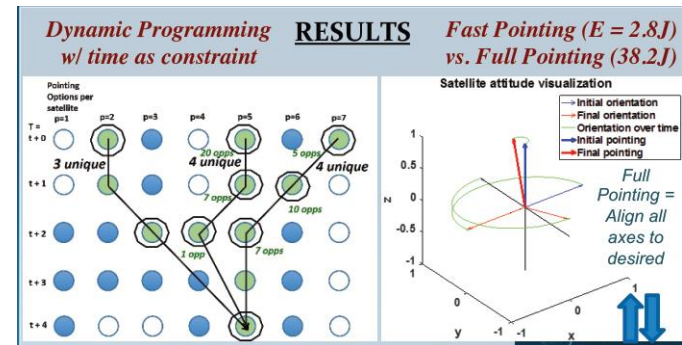 Dynamic Programming
w/ time as constraint
RESULTS
Fast Pointing (E = 2.8J)
vs. Full Pointing (38.2J)
Pointing
Options per
satellite
p=1 p=2 p=3 p=4 p=5 p=6 p=7
T =
t+0
20 opps
5 opps
3 unique
4 unique
4 unique
t+1
7 opps
10 opps
t+2
1 opp
7 opps
t+3
t+4
Satellite attitude visualization
Initial orientation
Final orientation
Orientation over time
Initial pointing
Final pointing
1
0.5
0
-0.5
-1
z
1
0
-1
y
-1
0
1
x
Full
Pointing =
Align all
axes to
desired